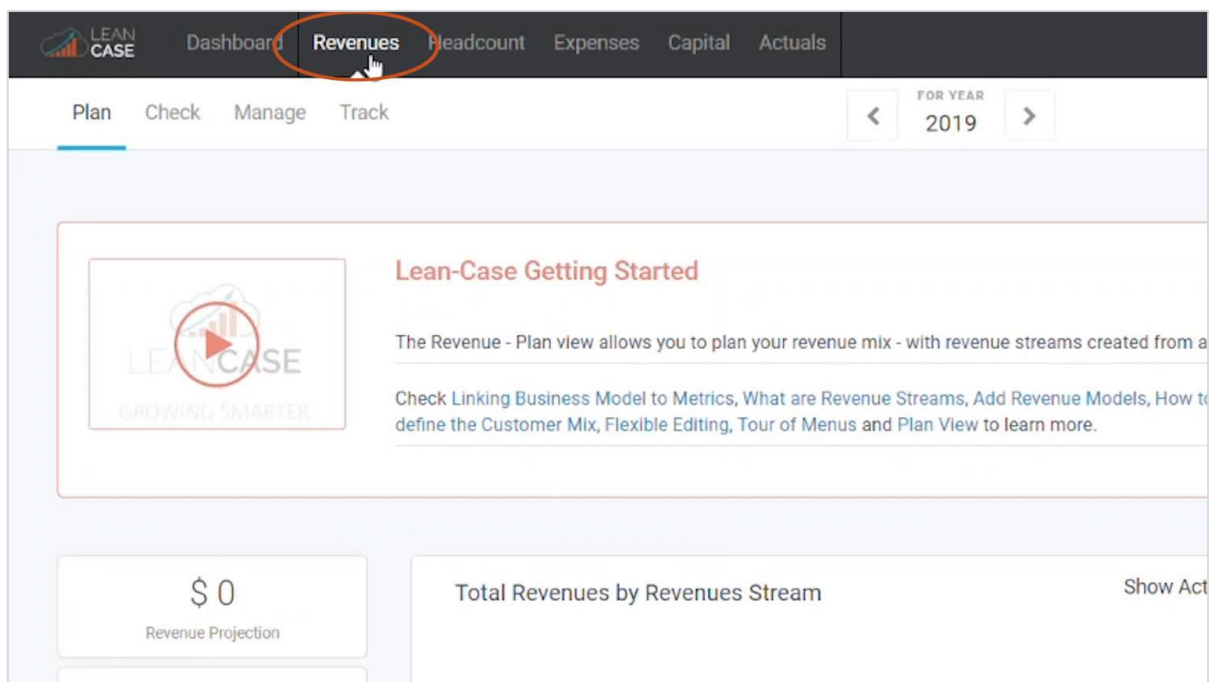 LEAN
CASE
Dashboard Revenues Headcount Expenses Capital Actuals
Plan Check Manage Track
FOR YEAR
2019
Lean-Case Getting Started
The Revenue - Plan view allows you to plan your revenue mix - with revenue streams created from a
LEANCASE
- GROWING SMARTER -
Check Linking Business Model to Metrics, What are Revenue Streams, Add Revenue Models, How to
define the Customer Mix, Flexible Editing, Tour of Menus and Plan View to learn more.
$ 0
Revenue Projection
Total Revenues by Revenues Stream
Show Act